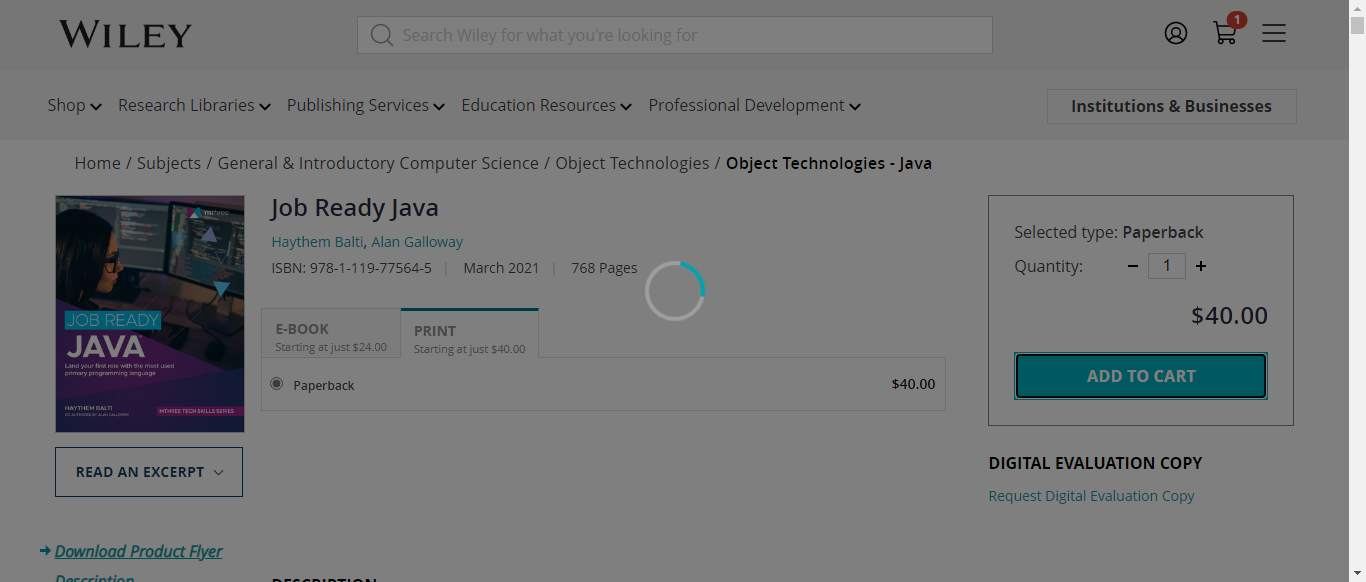 WILEY
Search Wiley for what you're looking for
1
Shop Research Libraries Publishing Services Education Resources Professional Development
Institutions & Businesses
Home / Subjects / General & Introductory Computer Science / Object Technologies / Object Technologies - Java
mthree
JOB READY
JAVA
Land your first role with the most used
primary programming language
HAYTHEM BALTI
CO-AUTHORED BY ALAN GALLOWAY
MTHREE TECH SKILLS SERIES
READ AN EXCERPT
Download Product Flyer
Description
Job Ready Java
Haythem Balti, Alan Galloway
ISBN: 978-1-119-77564-5 | March 2021 | 768 Pages
E-BOOK
Starting at just $24.00
PRINT
Starting at just $40.00
Paperback $40.00
DESCRIPTION
Selected type: Paperback
Quantity: − 1 +
$40.00
ADD TO CART
DIGITAL EVALUATION COPY
Request Digital Evaluation Copy